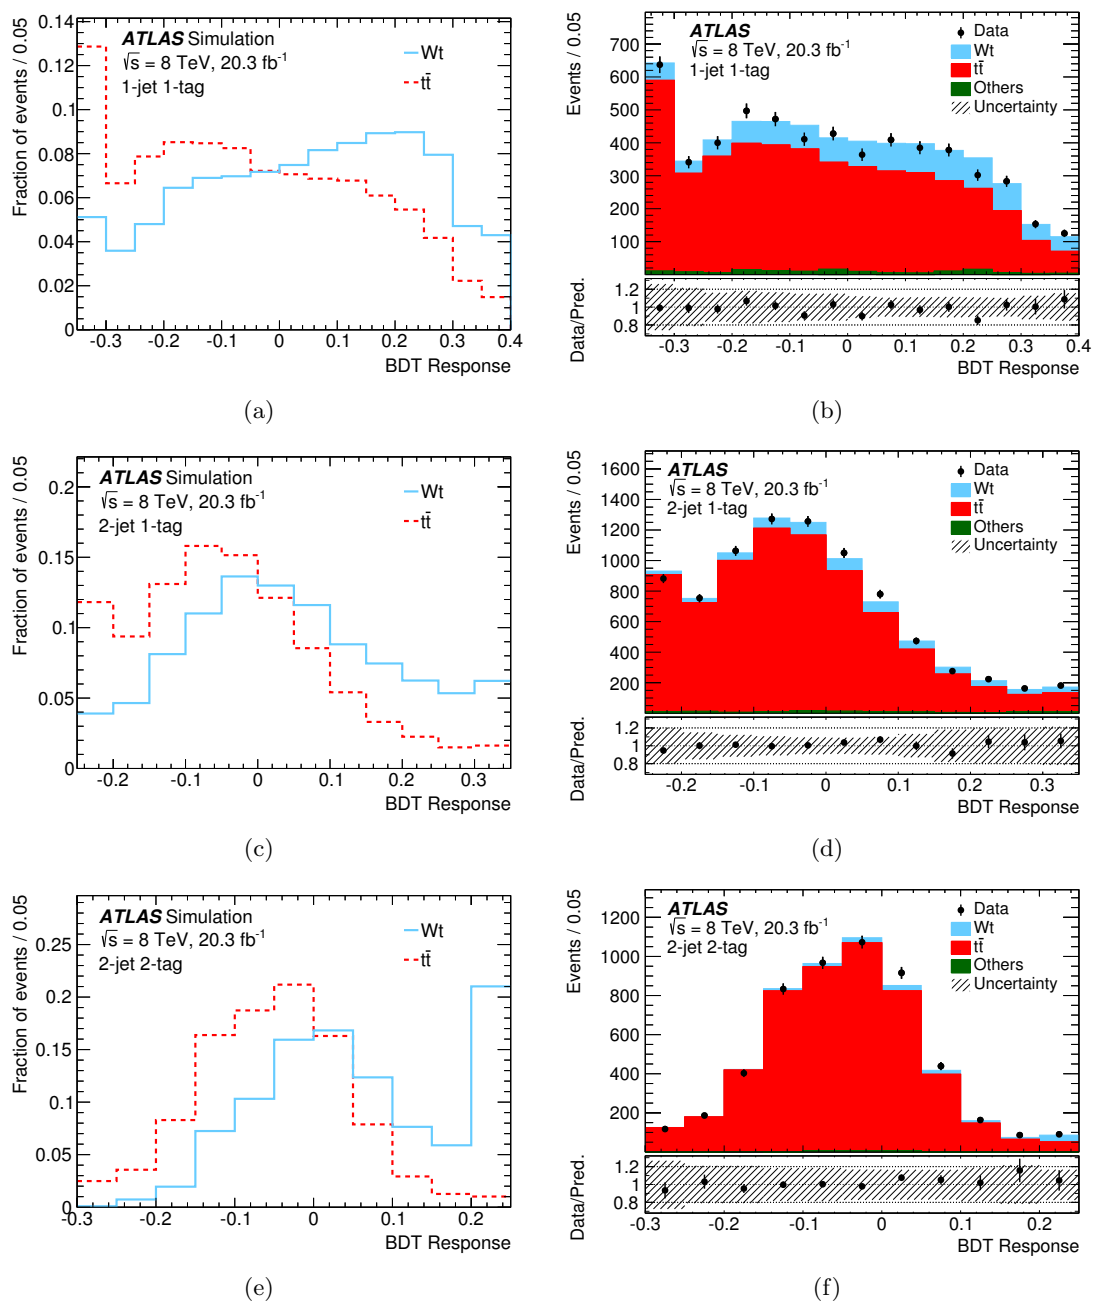 ATLAS Simulation
√s = 8 TeV, 20.3 fb-1
1-jet 1-tag
Wt
tt̄
Fraction of events / 0.05
0.14
0.12
0.1
0.08
0.06
0.04
0.02
0
-0.3 -0.2 -0.1 0 0.1 0.2 0.3 0.4
BDT Response
(a)
ATLAS
√s = 8 TeV, 20.3 fb-1
1-jet 1-tag
Data
Wt
tt̄
Others
Uncertainty
Events / 0.05
700
600
500
400
300
200
100
Data/Pred.
1.2
1
0.8
-0.3 -0.2 -0.1 0 0.1 0.2 0.3 0.4
BDT Response
(b)
ATLAS Simulation
√s = 8 TeV, 20.3 fb-1
2-jet 1-tag
Wt
tt̄
Fraction of events / 0.05
0.2
0.15
0.1
0.05
0
-0.2 -0.1 0 0.1 0.2 0.3
BDT Response
(c)
ATLAS
√s = 8 TeV, 20.3 fb-1
2-jet 1-tag
Data
Wt
tt̄
Others
Uncertainty
Events / 0.05
1600
1400
1200
1000
800
600
400
200
Data/Pred.
1.2
1
0.8
-0.2 -0.1 0 0.1 0.2 0.3
BDT Response
(d)
ATLAS Simulation
√s = 8 TeV, 20.3 fb-1
2-jet 2-tag
Wt
tt̄
Fraction of events / 0.05
0.25
0.2
0.15
0.1
0.05
0
-0.3 -0.2 -0.1 0 0.1 0.2
BDT Response
(e)
ATLAS
√s = 8 TeV, 20.3 fb-1
2-jet 2-tag
Data
Wt
tt̄
Others
Uncertainty
Events / 0.05
1200
1000
800
600
400
200
Data/Pred.
1.2
1
0.8
-0.3 -0.2 -0.1 0 0.1 0.2
BDT Response
(f)